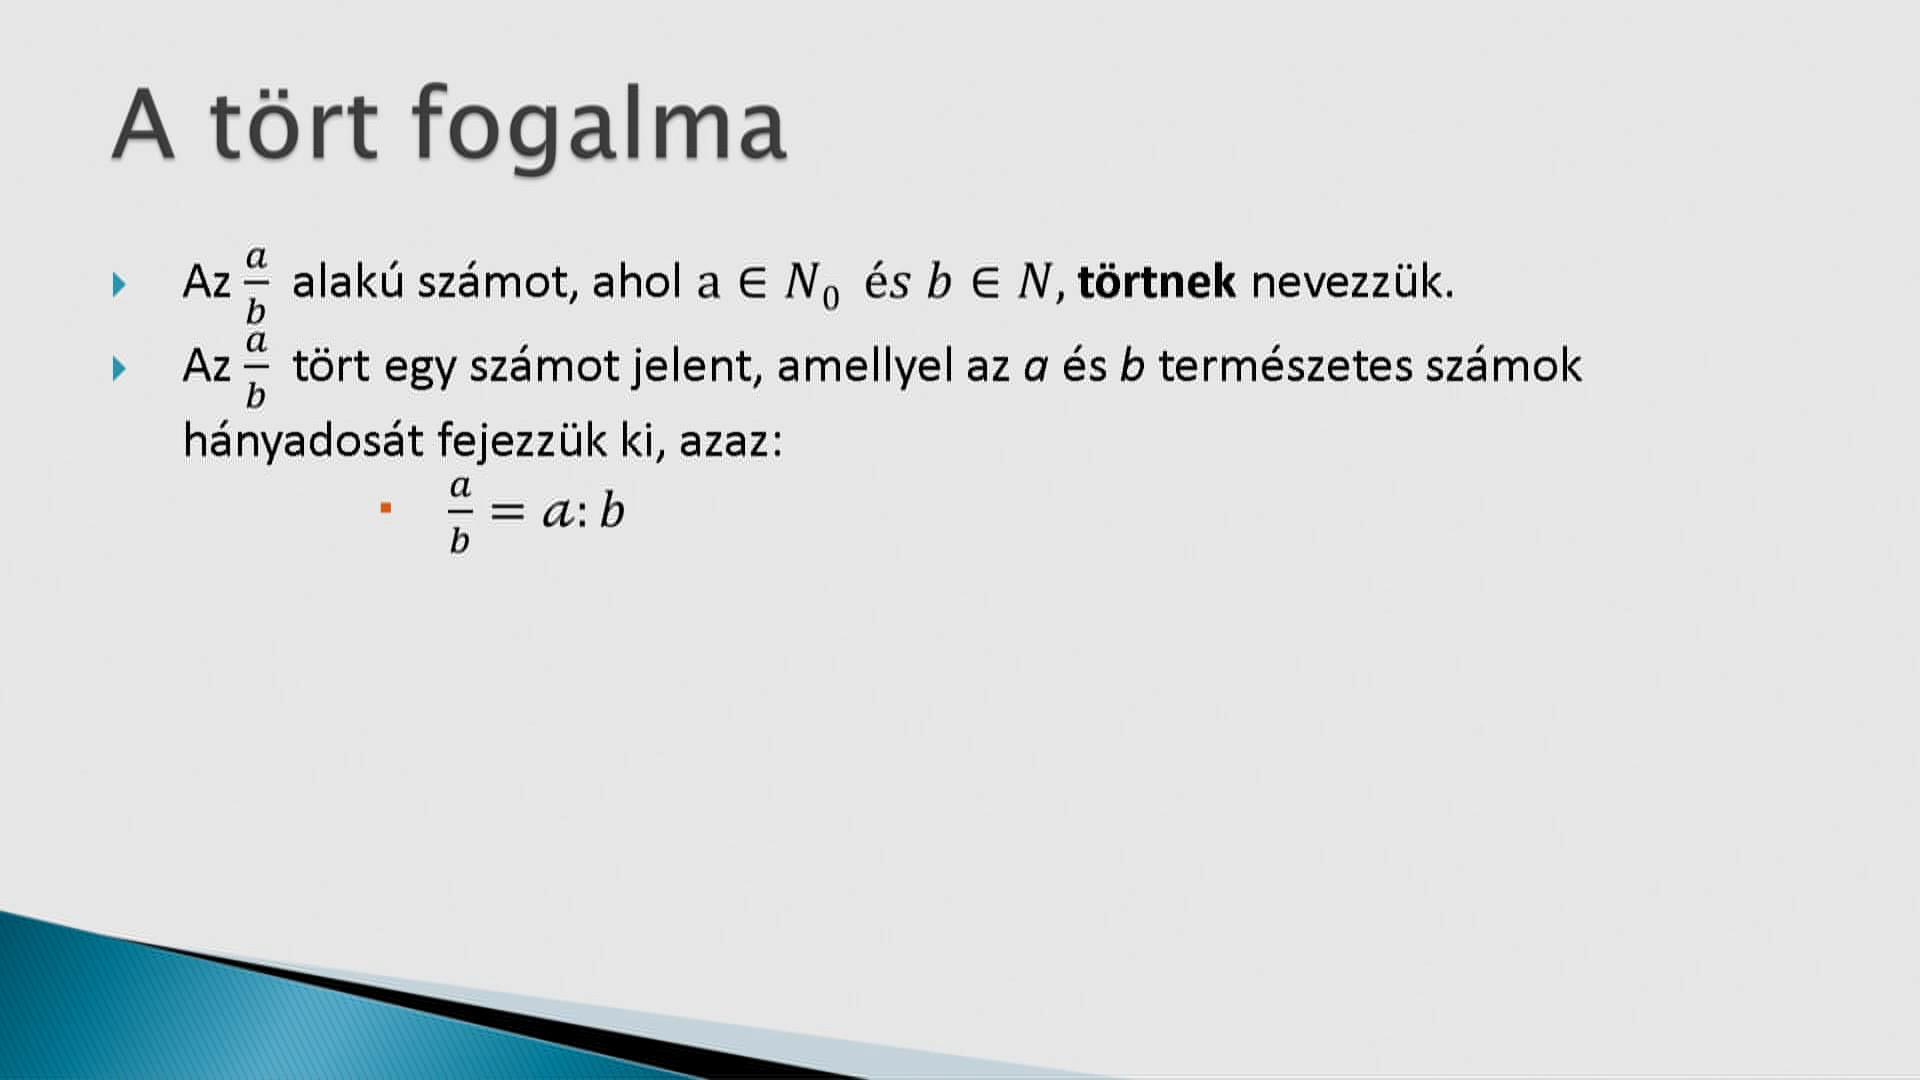 A tört fogalma
Az a/b alakú számot, ahol a ∈ N₀ és b ∈ N, törtnek nevezzük.
Az a/b tört egy számot jelent, amellyel az a és b természetes számok
hányadosát fejezzük ki, azaz:
a/b = a: b